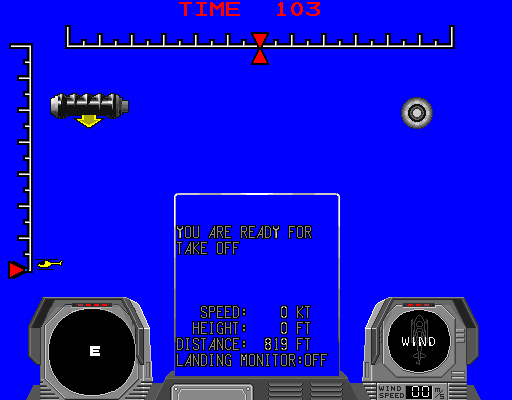 TIME 103
YOU ARE READY FOR
TAKE OFF
SPEED: 0 KT
HEIGHT: 0 FT
DISTANCE: 819 FT
LANDING MONITOR:OFF
E
WIND
WIND
SPEED 00 m/s